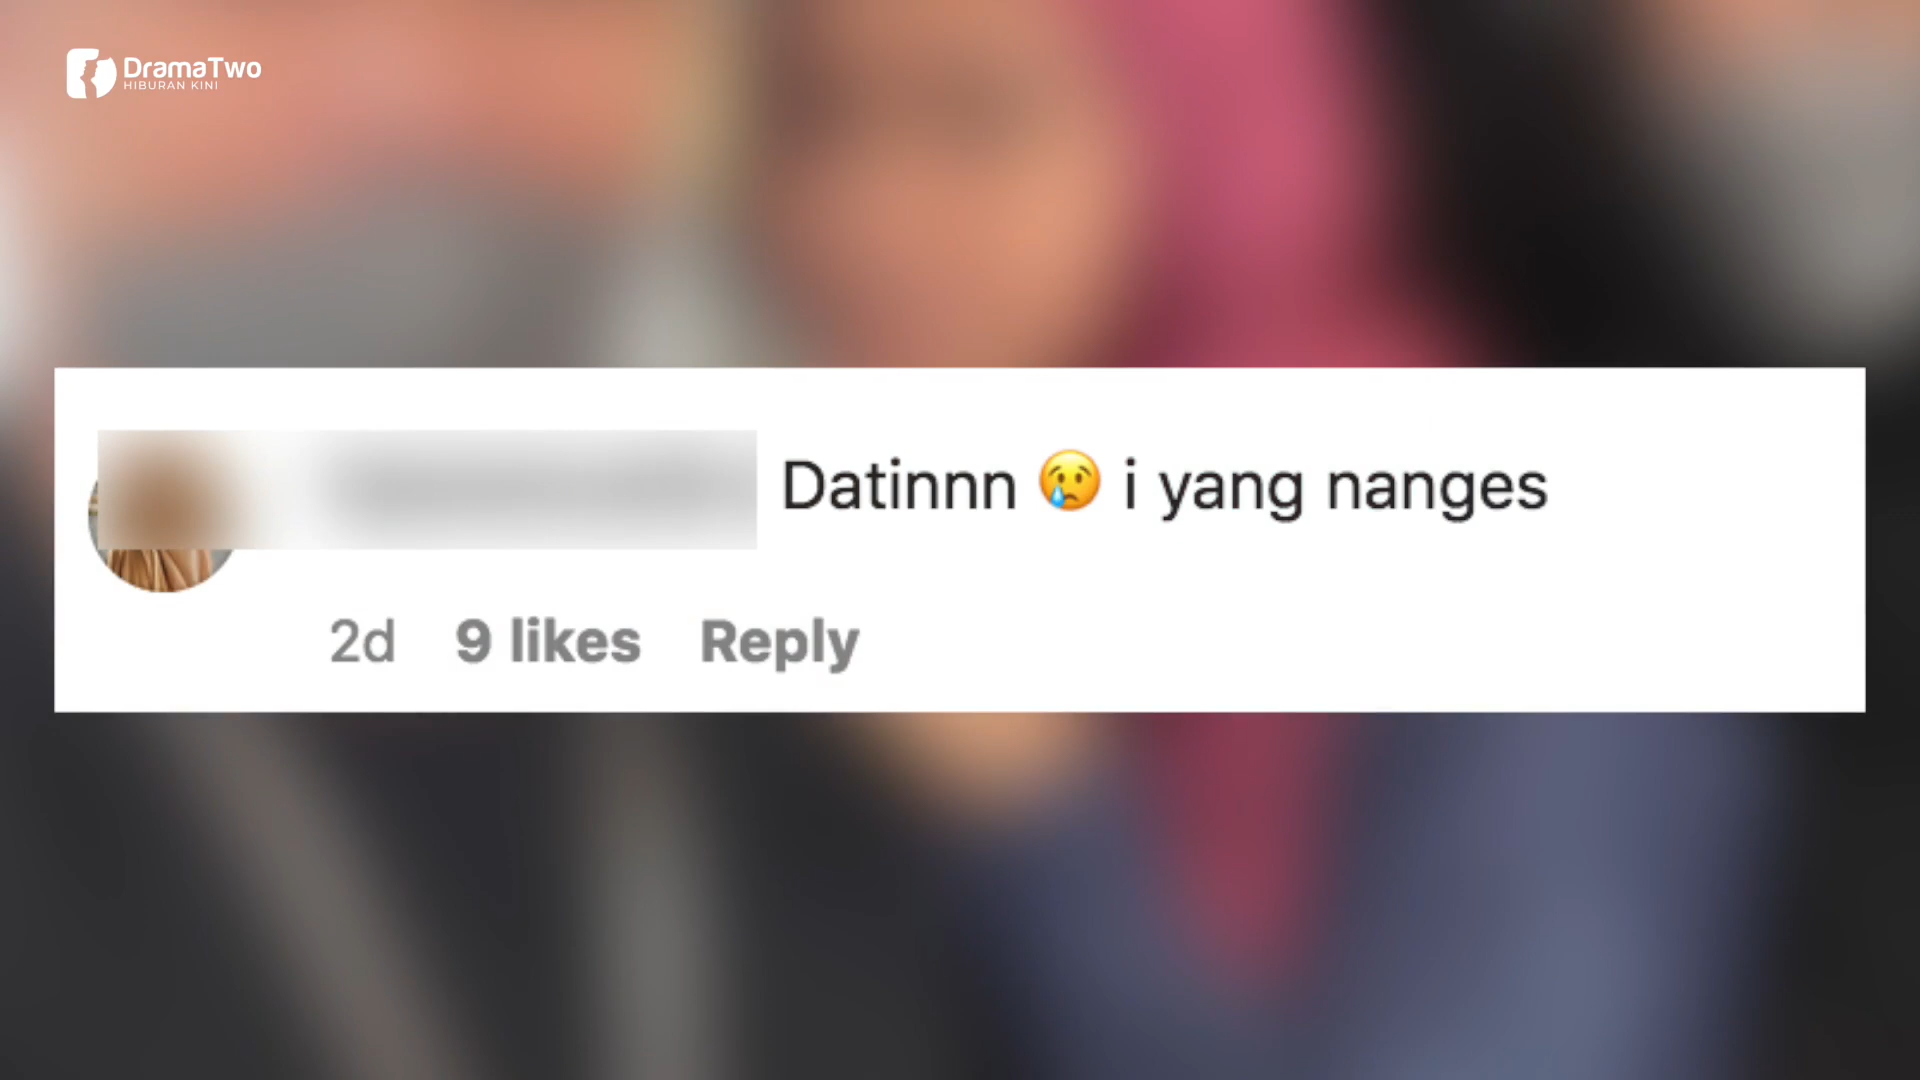 DramaTwo
HIBURAN KINI
Datinnn 😢 i yang nanges
2d 9 likes Reply